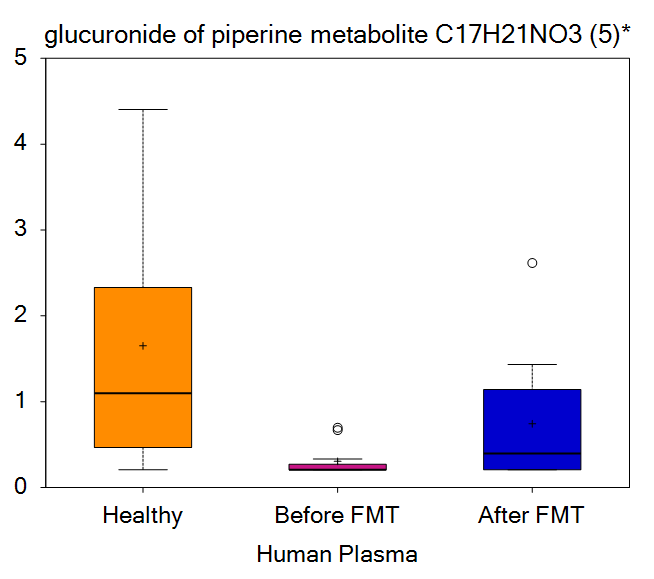 glucuronide of piperine metabolite C17H21NO3 (5)*
5
4
3
2
1
0
Healthy Before FMT After FMT
Human Plasma